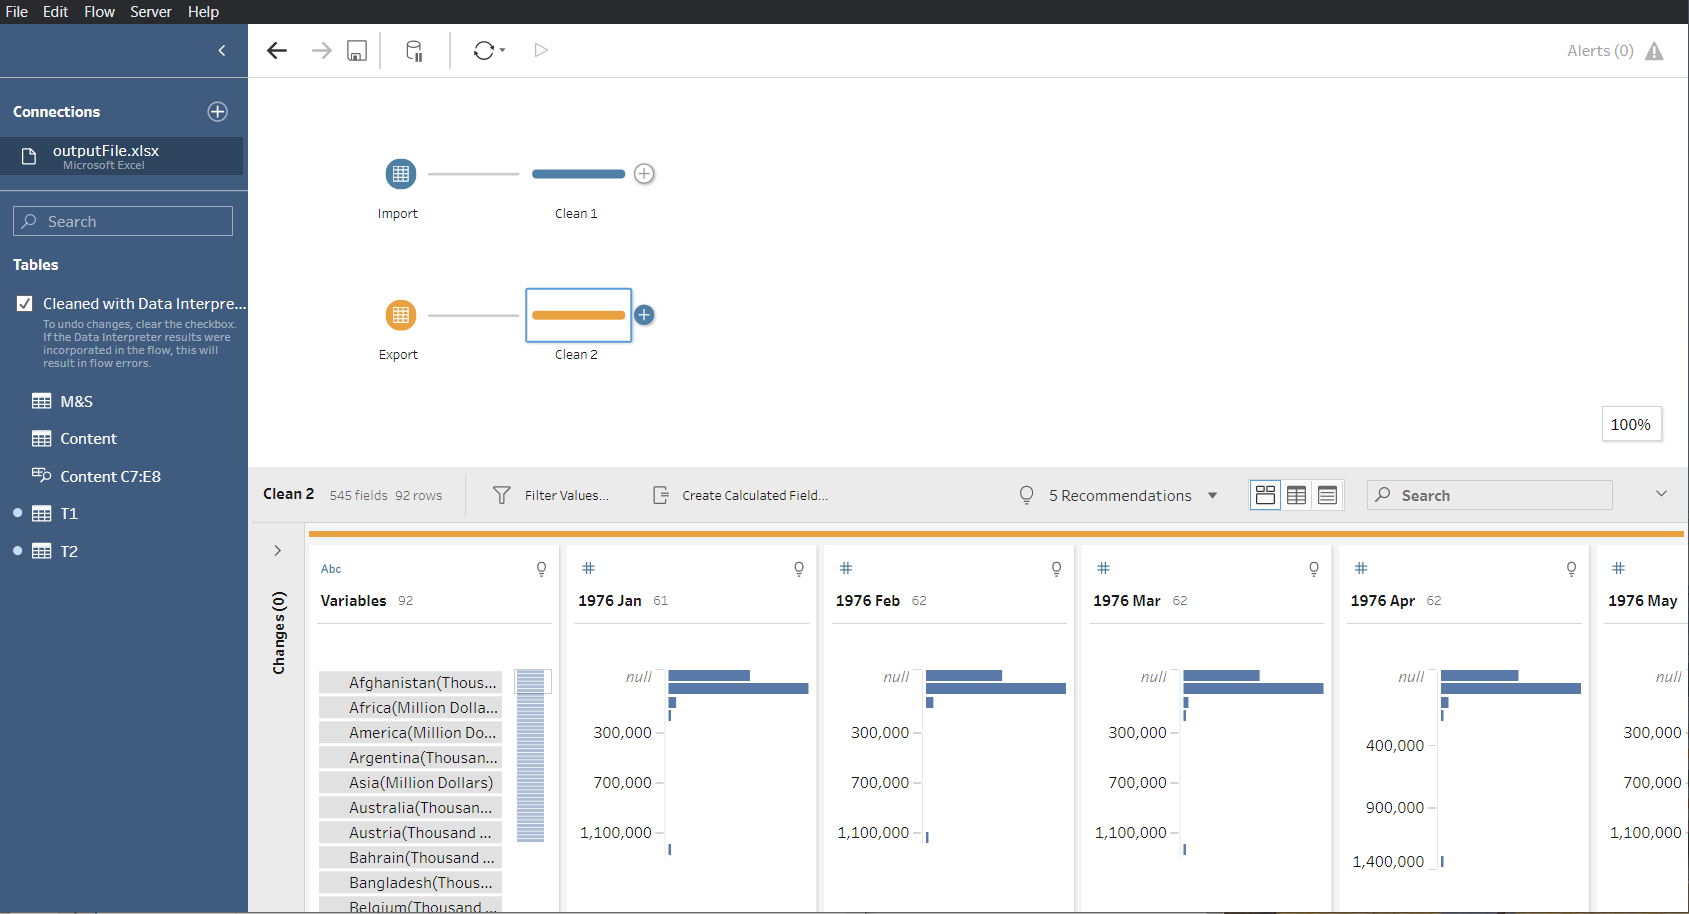 File Edit Flow Server Help
Alerts (0)
Connections
outputFile.xlsx
Microsoft Excel
Search
Tables
Cleaned with Data Interpre...
To undo changes, clear the checkbox.
If the Data Interpreter results were
incorporated in the flow, this will
result in flow errors.
M&S
Content
Content C7:E8
T1
T2
Import
Clean 1
Export
Clean 2
100%
Clean 2 545 fields 92 rows Filter Values... Create Calculated Field... 5 Recommendations Search
Changes (0)
Abc
Variables 92
Afghanistan(Thous...
Africa(Million Dolla...
America(Million Do...
Argentina(Thousan...
Asia(Million Dollars)
Australia(Thousan...
Austria(Thousand ...
Bahrain(Thousand ...
Bangladesh(Thous...
Belgium(Thousand ...
#
1976 Jan 61
null
300,000
700,000
1,100,000
#
1976 Feb 62
null
300,000
700,000
1,100,000
#
1976 Mar 62
null
300,000
700,000
1,100,000
#
1976 Apr 62
null
400,000
900,000
1,400,000
#
1976 May
null
300,000
700,000
1,100,000